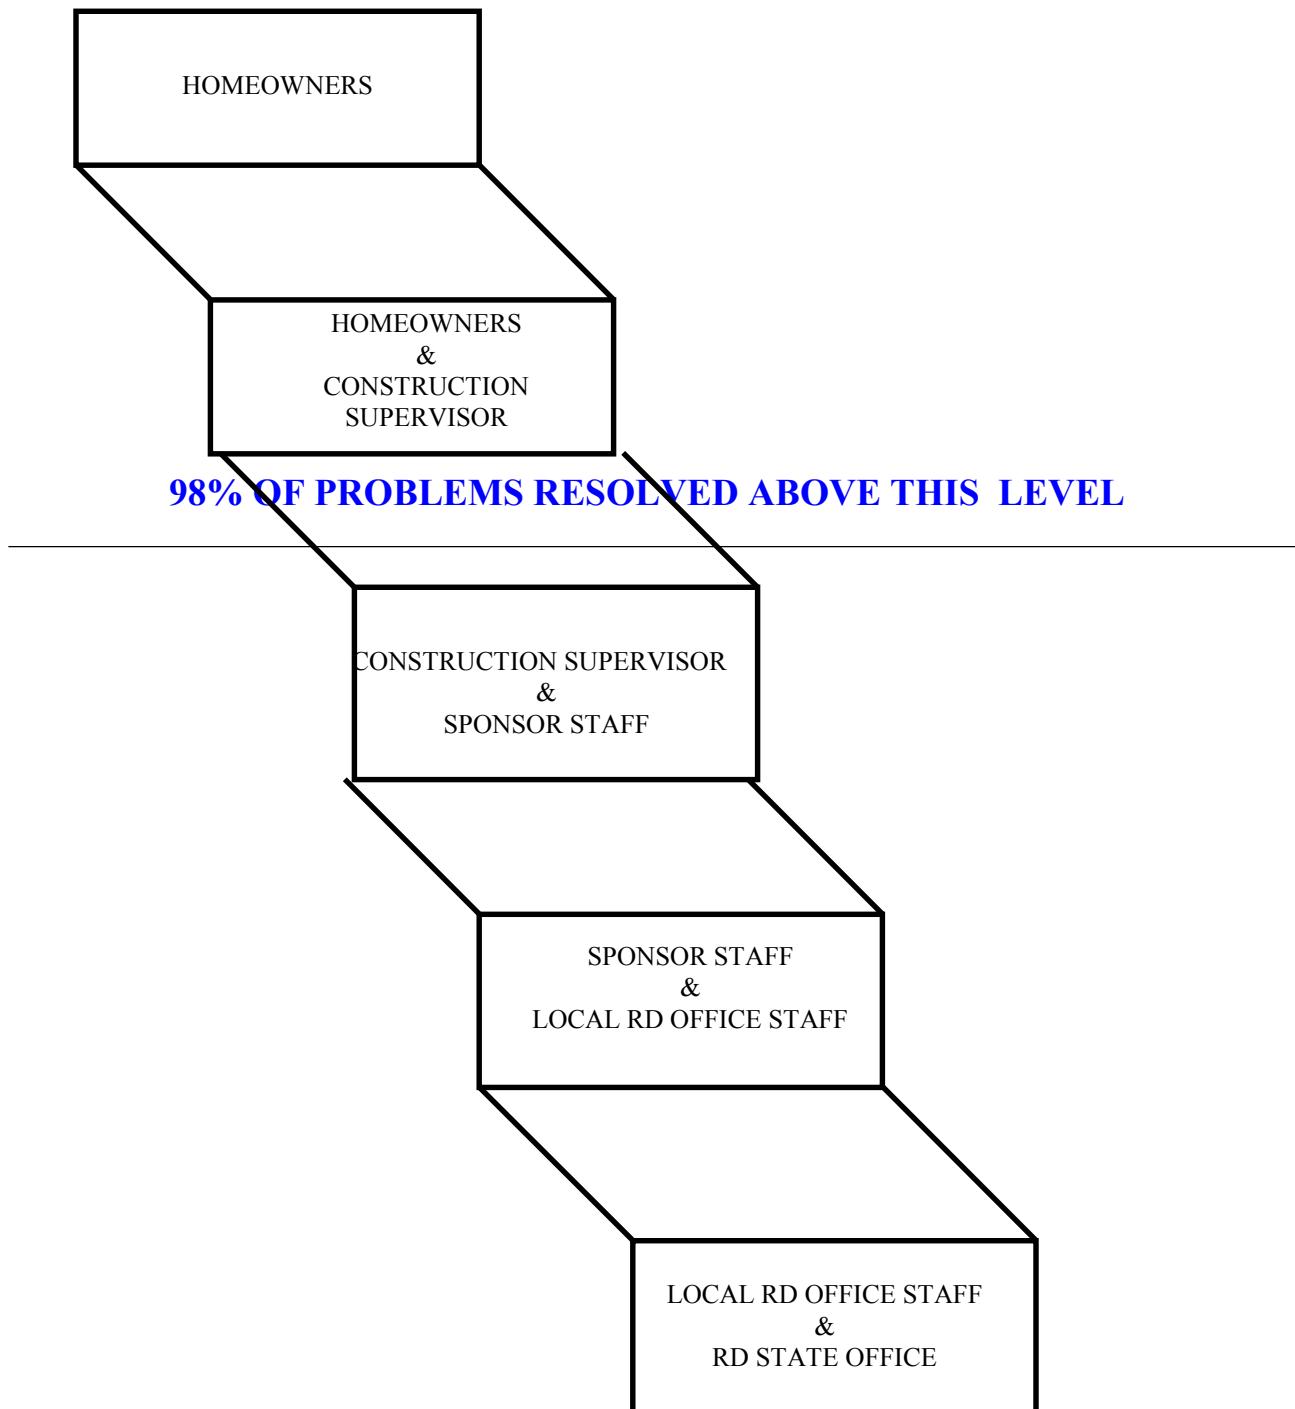 HOMEOWNERS
HOMEOWNERS
&
CONSTRUCTION
SUPERVISOR
98% OF PROBLEMS RESOLVED ABOVE THIS LEVEL
CONSTRUCTION SUPERVISOR
&
SPONSOR STAFF
SPONSOR STAFF
&
LOCAL RD OFFICE STAFF
LOCAL RD OFFICE STAFF
&
RD STATE OFFICE